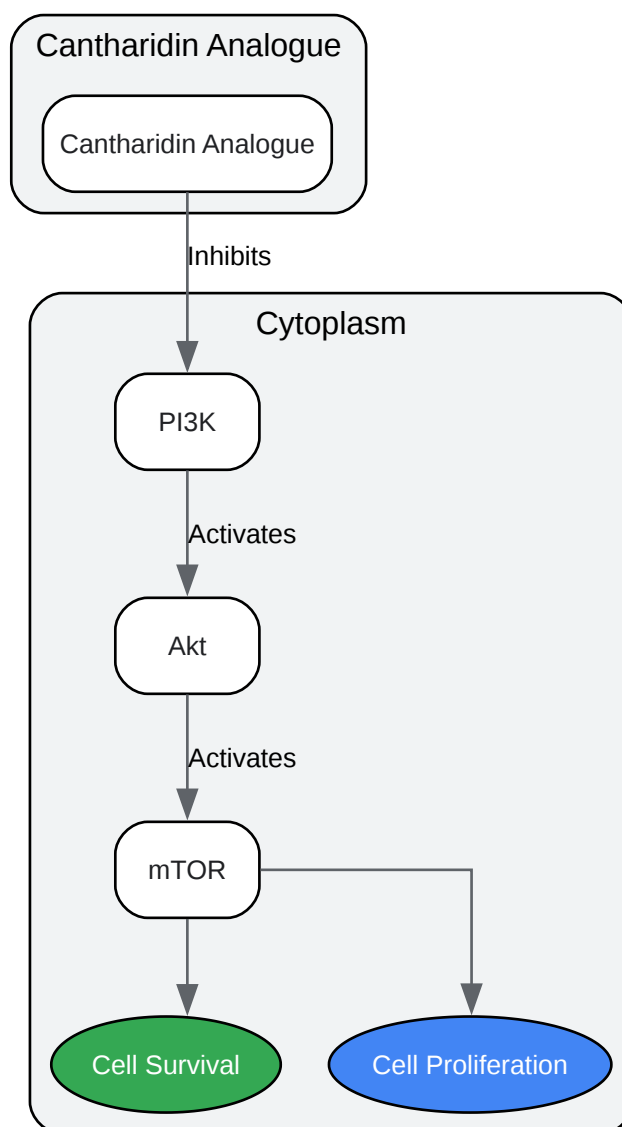 Cantharidin Analogue
Cantharidin Analogue
Inhibits
Cytoplasm
PI3K
Activates
Akt
Activates
mTOR
Cell Survival
Cell Proliferation